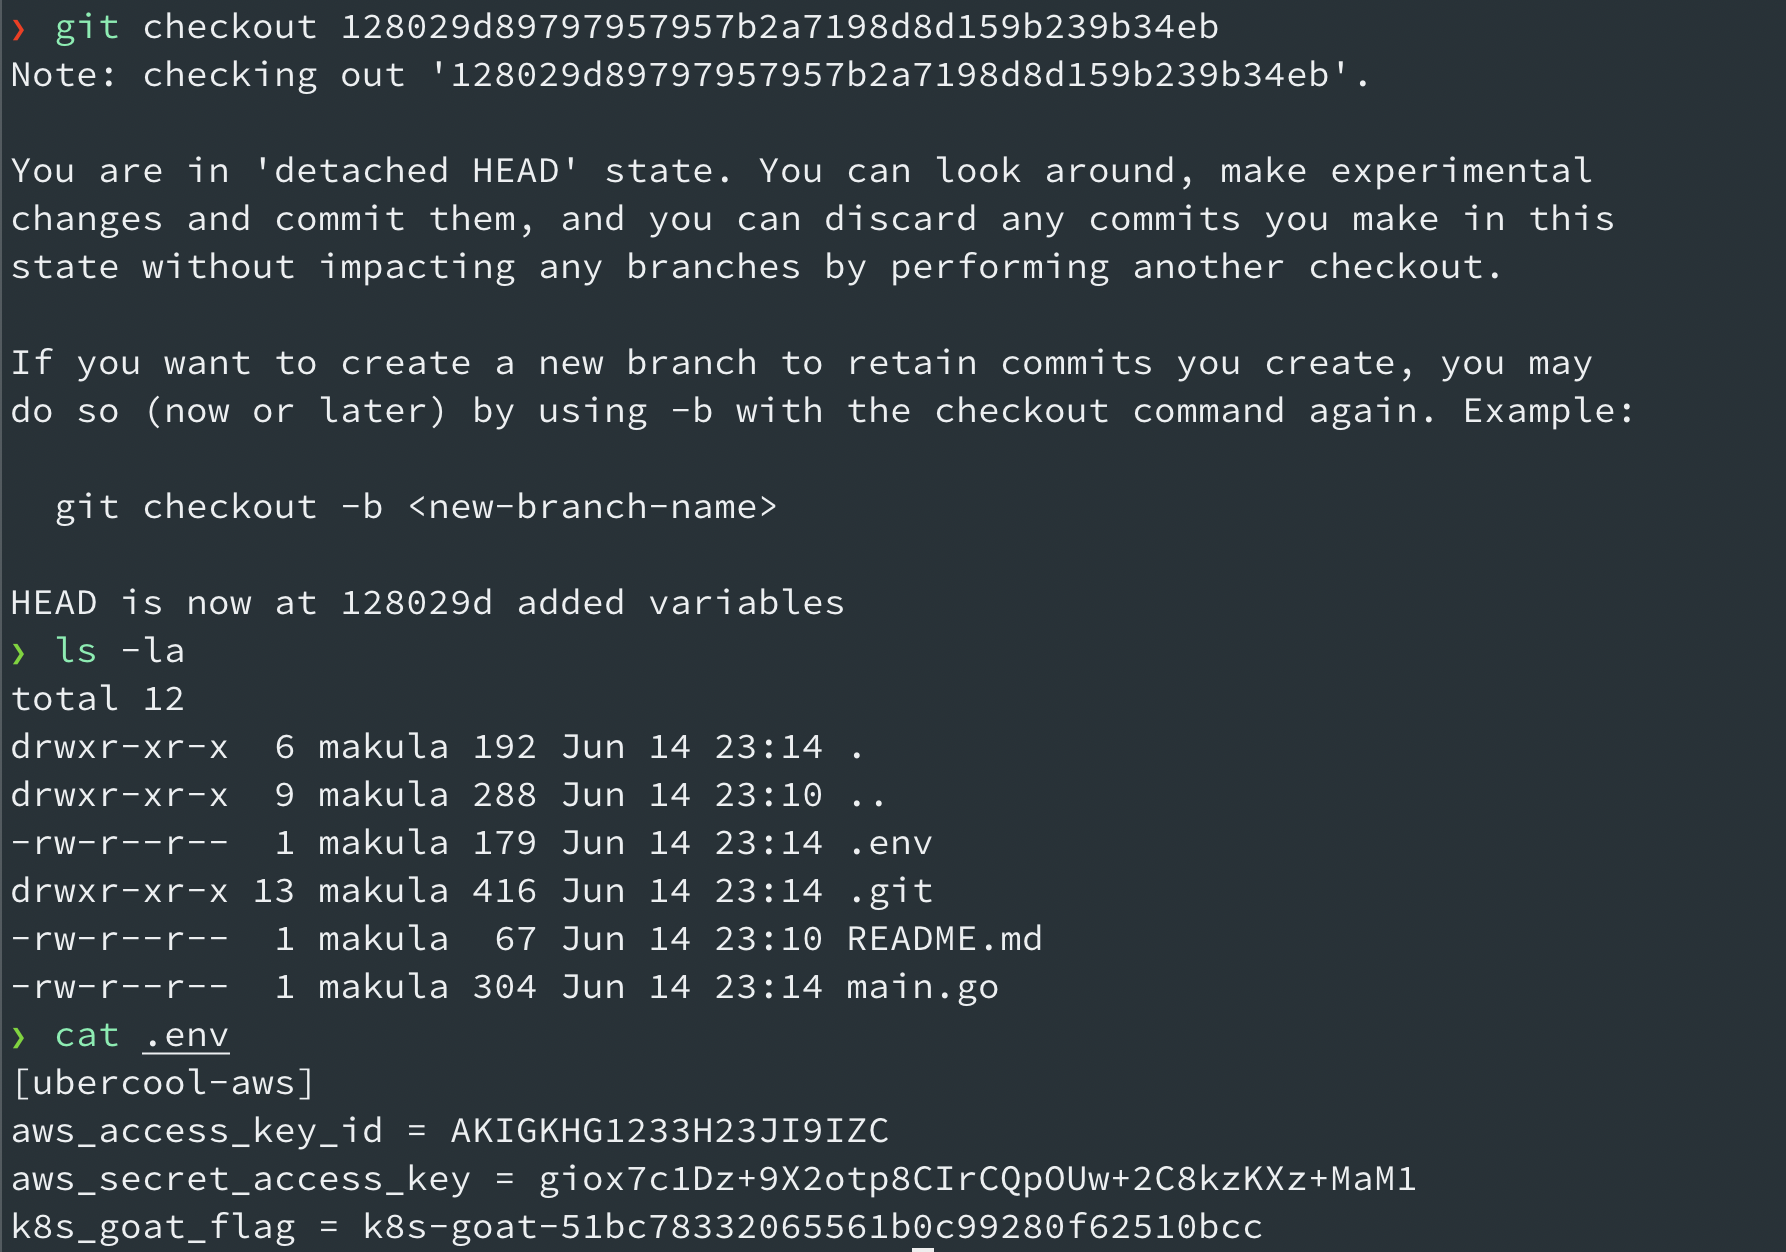 ❯ git checkout 128029d89797957957b2a7198d8d159b239b34eb
Note: checking out '128029d89797957957b2a7198d8d159b239b34eb'.
You are in 'detached HEAD' state. You can look around, make experimental
changes and commit them, and you can discard any commits you make in this
state without impacting any branches by performing another checkout.
If you want to create a new branch to retain commits you create, you may
do so (now or later) by using -b with the checkout command again. Example:
  git checkout -b <new-branch-name>
HEAD is now at 128029d added variables
❯ ls -la
total 12
drwxr-xr-x  6 makula 192 Jun 14 23:14 .
drwxr-xr-x  9 makula 288 Jun 14 23:10 ..
-rw-r--r--  1 makula 179 Jun 14 23:14 .env
drwxr-xr-x 13 makula 416 Jun 14 23:14 .git
-rw-r--r--  1 makula  67 Jun 14 23:10 README.md
-rw-r--r--  1 makula 304 Jun 14 23:14 main.go
❯ cat .env
[ubercool-aws]
aws_access_key_id = AKIGKHG1233H23JI9IZC
aws_secret_access_key = giox7c1Dz+9X2otp8CIrCQpOUw+2C8kzKXz+MaM1
k8s_goat_flag = k8s-goat-51bc78332065561b0c99280f62510bcc